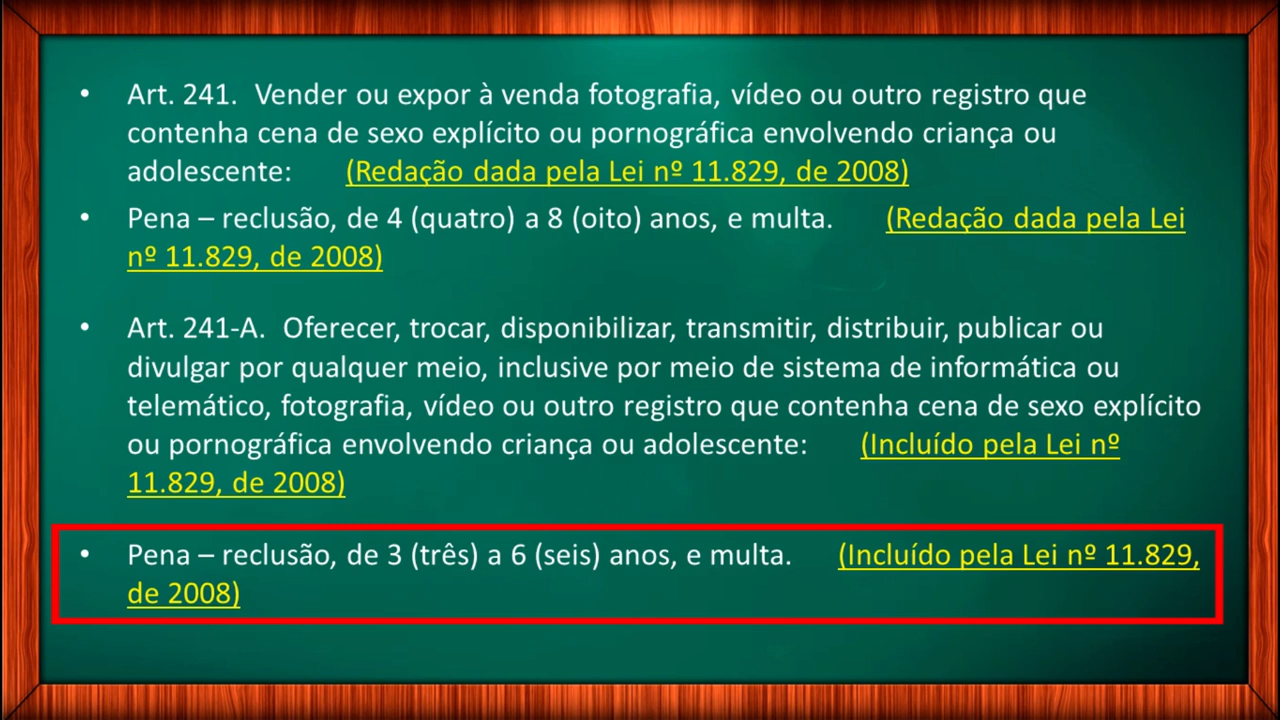 • Art. 241. Vender ou expor à venda fotografia, vídeo ou outro registro que
contenha cena de sexo explícito ou pornográfica envolvendo criança ou
adolescente: (Redação dada pela Lei nº 11.829, de 2008)
• Pena – reclusão, de 4 (quatro) a 8 (oito) anos, e multa. (Redação dada pela Lei
nº 11.829, de 2008)
• Art. 241-A. Oferecer, trocar, disponibilizar, transmitir, distribuir, publicar ou
divulgar por qualquer meio, inclusive por meio de sistema de informática ou
telemático, fotografia, vídeo ou outro registro que contenha cena de sexo explícito
ou pornográfica envolvendo criança ou adolescente: (Incluído pela Lei nº
11.829, de 2008)
• Pena – reclusão, de 3 (três) a 6 (seis) anos, e multa. (Incluído pela Lei nº 11.829,
de 2008)